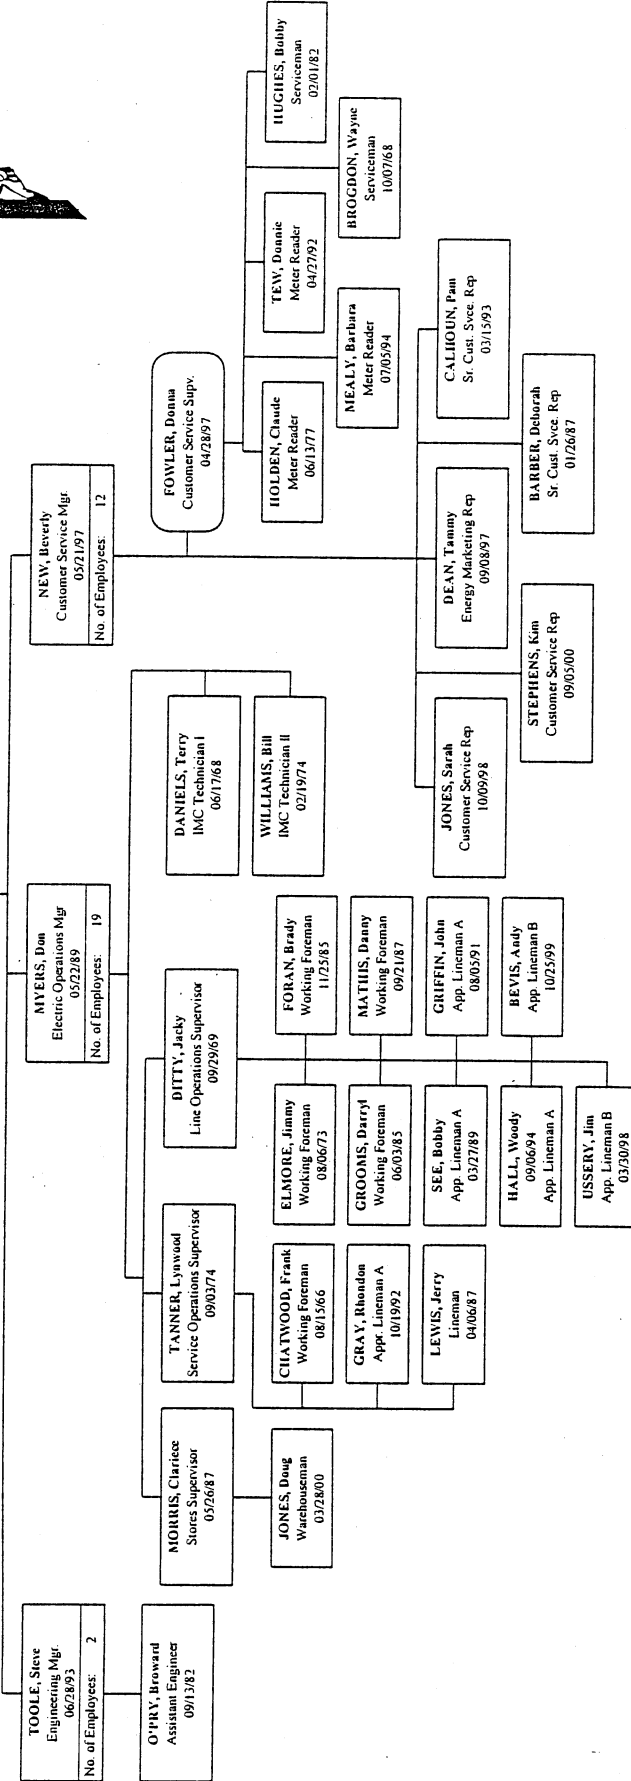 TOOLE, Steve
Engineering Mgr.
06/28/93
No. of Employees: 2
O'PRY, Broward
Assistant Engineer
09/13/82
MYERS, Don
Electric Operations Mgr
05/22/89
No. of Employees: 19
MORRIS, Clariece
Stores Supervisor
05/26/87
JONES, Doug
Warehouseman
03/28/00
TANNER, Lynwood
Service Operations Supervisor
09/03/74
CHATWOOD, Frank
Working Foreman
08/15/66
GRAY, Rhondon
Appr. Lineman A
10/19/92
LEWIS, Jerry
Lineman
04/06/87
DITTY, Jacky
Line Operations Supervisor
09/29/69
ELMORE, Jimmy
Working Foreman
08/06/73
FORAN, Brady
Working Foreman
11/25/85
GROOMS, Darryl
Working Foreman
06/03/85
MATHIS, Danny
Working Foreman
09/21/87
SEE, Bobby
App. Lineman A
03/27/89
GRIFFIN, John
App. Lineman A
08/05/91
HALL, Woody
09/06/94
App. Lineman A
BEVIS, Andy
App. Lineman B
10/25/99
USSERY, Jim
App. Lineman B
03/30/98
DANIELS, Terry
IMC Technician I
06/17/68
WILLIAMS, Bill
IMC Technician II
02/19/74
NEW, Beverly
Customer Service Mgr.
05/21/97
No. of Employees: 12
FOWLER, Donna
Customer Service Supv.
04/28/97
HOLDEN, Claude
Meter Reader
06/13/77
TEW, Donnie
Meter Reader
04/27/92
HUGHES, Bobby
Serviceman
02/01/82
MEALY, Barbara
Meter Reader
07/05/94
BROGDON, Wayne
Serviceman
10/07/68
JONES, Sarah
Customer Service Rep
10/09/98
DEAN, Tammy
Energy Marketing Rep
09/08/97
CALHOUN, Pam
Sr. Cust. Svce. Rep
03/15/93
STEPHENS, Kim
Customer Service Rep
09/05/00
BARBER, Deborah
Sr. Cust. Svce. Rep
01/26/87